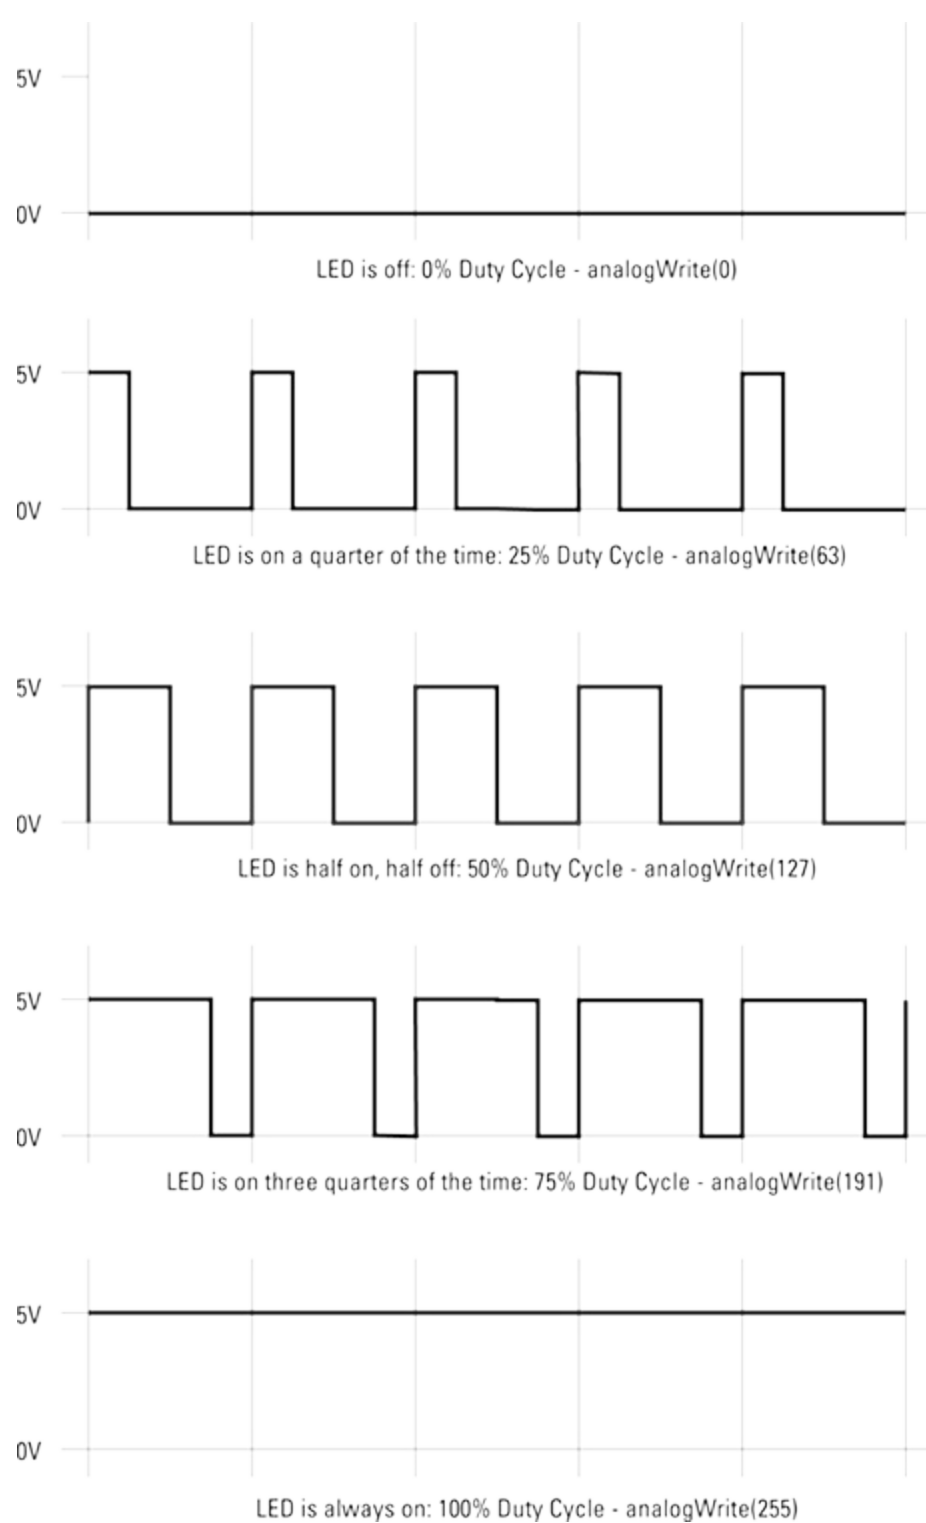 5V
0V
LED is off: 0% Duty Cycle - analogWrite(0)
5V
0V
LED is on a quarter of the time: 25% Duty Cycle - analogWrite(63)
5V
0V
LED is half on, half off: 50% Duty Cycle - analogWrite(127)
5V
0V
LED is on three quarters of the time: 75% Duty Cycle - analogWrite(191)
5V
0V
LED is always on: 100% Duty Cycle - analogWrite(255)